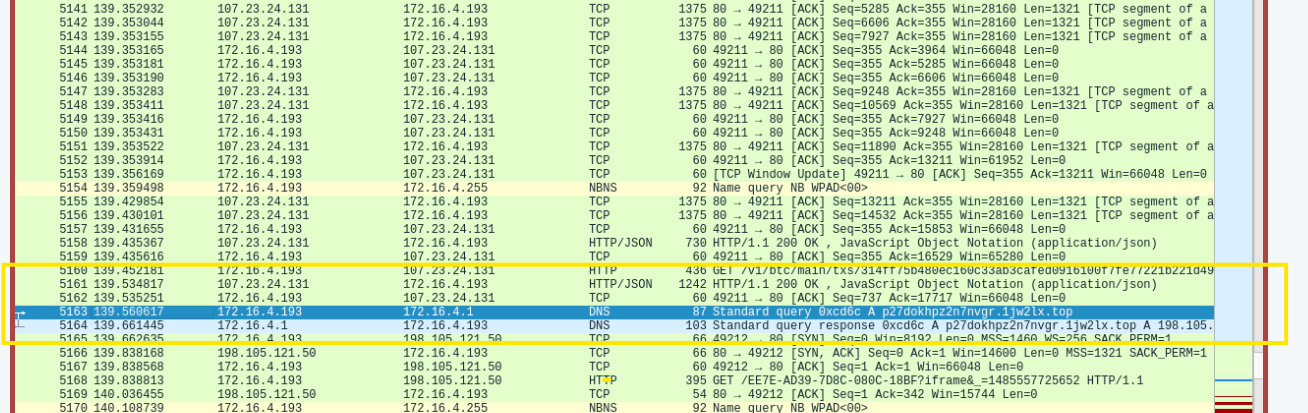 5141 139.352932 107.23.24.131 172.16.4.193 TCP 1375 80 → 49211 [ACK] Seq=5285 Ack=355 Win=28160 Len=1321 [TCP segment of a
5142 139.353044 107.23.24.131 172.16.4.193 TCP 1375 80 → 49211 [ACK] Seq=6606 Ack=355 Win=28160 Len=1321 [TCP segment of a
5143 139.353155 107.23.24.131 172.16.4.193 TCP 1375 80 → 49211 [ACK] Seq=7927 Ack=355 Win=28160 Len=1321 [TCP segment of a
5144 139.353165 172.16.4.193 107.23.24.131 TCP 60 49211 → 80 [ACK] Seq=355 Ack=3964 Win=66048 Len=0
5145 139.353181 172.16.4.193 107.23.24.131 TCP 60 49211 → 80 [ACK] Seq=355 Ack=5285 Win=66048 Len=0
5146 139.353190 172.16.4.193 107.23.24.131 TCP 60 49211 → 80 [ACK] Seq=355 Ack=6606 Win=66048 Len=0
5147 139.353283 107.23.24.131 172.16.4.193 TCP 1375 80 → 49211 [ACK] Seq=9248 Ack=355 Win=28160 Len=1321 [TCP segment of a
5148 139.353411 107.23.24.131 172.16.4.193 TCP 1375 80 → 49211 [ACK] Seq=10569 Ack=355 Win=28160 Len=1321 [TCP segment of a
5149 139.353416 172.16.4.193 107.23.24.131 TCP 60 49211 → 80 [ACK] Seq=355 Ack=7927 Win=66048 Len=0
5150 139.353431 172.16.4.193 107.23.24.131 TCP 60 49211 → 80 [ACK] Seq=355 Ack=9248 Win=66048 Len=0
5151 139.353522 107.23.24.131 172.16.4.193 TCP 1375 80 → 49211 [ACK] Seq=11890 Ack=355 Win=28160 Len=1321 [TCP segment of a
5152 139.353914 172.16.4.193 107.23.24.131 TCP 60 49211 → 80 [ACK] Seq=355 Ack=13211 Win=61952 Len=0
5153 139.356169 172.16.4.193 107.23.24.131 TCP 60 [TCP Window Update] 49211 → 80 [ACK] Seq=355 Ack=13211 Win=66048 Len=0
5154 139.359498 172.16.4.193 172.16.4.255 NBNS 92 Name query NB WPAD<00>
5155 139.429854 107.23.24.131 172.16.4.193 TCP 1375 80 → 49211 [ACK] Seq=13211 Ack=355 Win=28160 Len=1321 [TCP segment of a
5156 139.430101 107.23.24.131 172.16.4.193 TCP 1375 80 → 49211 [ACK] Seq=14532 Ack=355 Win=28160 Len=1321 [TCP segment of a
5157 139.431655 172.16.4.193 107.23.24.131 TCP 60 49211 → 80 [ACK] Seq=355 Ack=15853 Win=66048 Len=0
5158 139.435367 107.23.24.131 172.16.4.193 HTTP/JSON 730 HTTP/1.1 200 OK , JavaScript Object Notation (application/json)
5159 139.435616 172.16.4.193 107.23.24.131 TCP 60 49211 → 80 [ACK] Seq=355 Ack=16529 Win=65280 Len=0
5160 139.452181 172.16.4.193 107.23.24.131 HTTP 436 GET /v1/btc/main/txs/314ff75b480ec160c33ab3cafed0916100f7fe77221b221d49
5161 139.534817 107.23.24.131 172.16.4.193 HTTP/JSON 1242 HTTP/1.1 200 OK , JavaScript Object Notation (application/json)
5162 139.535251 172.16.4.193 107.23.24.131 TCP 60 49211 → 80 [ACK] Seq=737 Ack=17717 Win=66048 Len=0
5163 139.560617 172.16.4.193 172.16.4.1 DNS 87 Standard query 0xcd6c A p27dokhpz2n7nvgr.1jw2lx.top
5164 139.661445 172.16.4.1 172.16.4.193 DNS 103 Standard query response 0xcd6c A p27dokhpz2n7nvgr.1jw2lx.top A 198.105.
5165 139.662635 172.16.4.193 198.105.121.50 TCP 66 49212 → 80 [SYN] Seq=0 Win=8192 Len=0 MSS=1460 WS=256 SACK_PERM=1
5166 139.838168 198.105.121.50 172.16.4.193 TCP 66 80 → 49212 [SYN, ACK] Seq=0 Ack=1 Win=14600 Len=0 MSS=1321 SACK_PERM=1
5167 139.838568 172.16.4.193 198.105.121.50 TCP 60 49212 → 80 [ACK] Seq=1 Ack=1 Win=66048 Len=0
5168 139.838813 172.16.4.193 198.105.121.50 HTTP 395 GET /EE7E-AD39-7D8C-080C-18BF?iframe&_=1485557725652 HTTP/1.1
5169 140.036455 198.105.121.50 172.16.4.193 TCP 54 80 → 49212 [ACK] Seq=1 Ack=342 Win=15744 Len=0
5170 140.108739 172.16.4.193 172.16.4.255 NBNS 92 Name query NB WPAD<00>